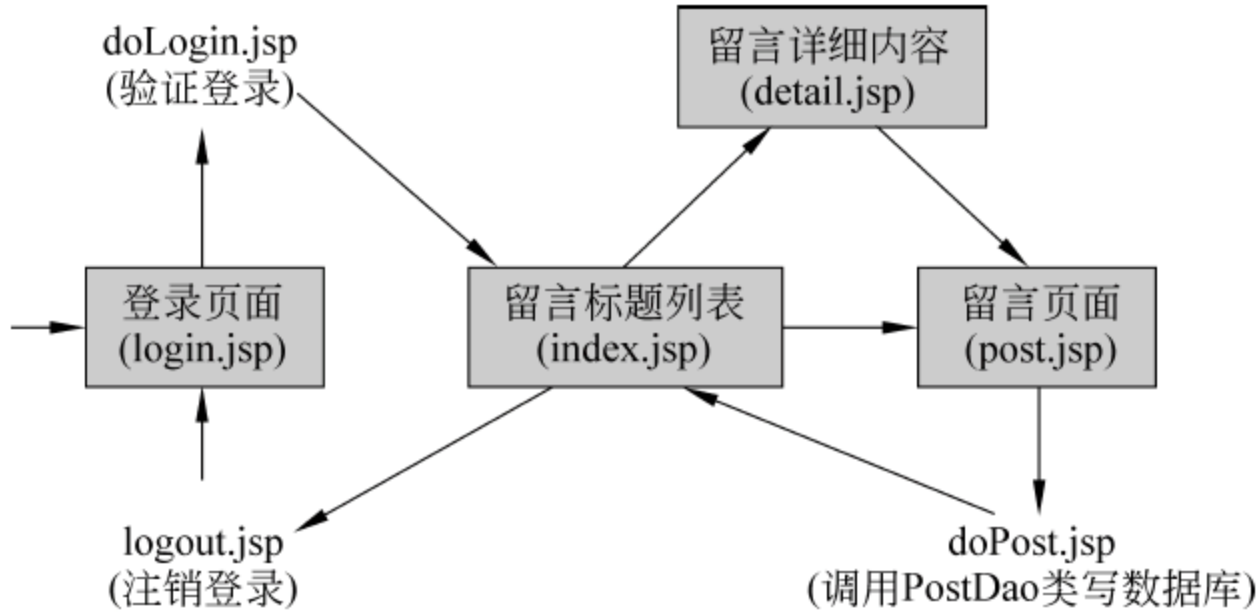 doLogin.jsp
(验证登录)
留言详细内容
(detail.jsp)
登录页面
(login.jsp)
留言标题列表
(index.jsp)
留言页面
(post.jsp)
logout.jsp
(注销登录)
doPost.jsp
(调用PostDao类写数据库)